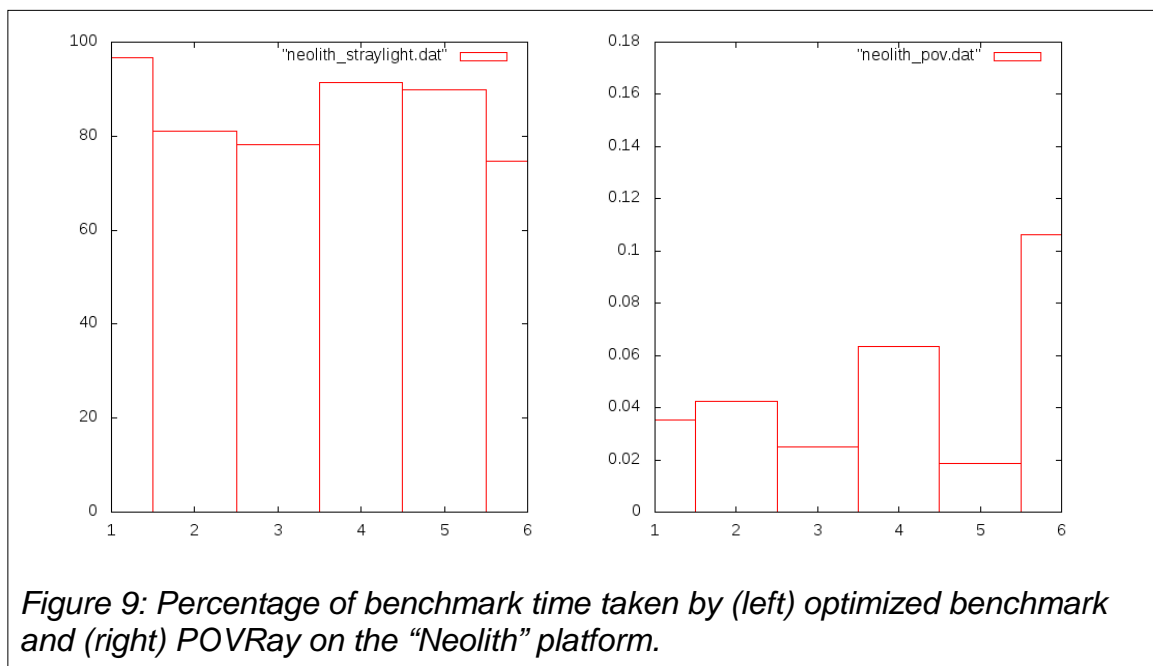 100
80
60
40
20
0
1 2 3 4 5 6
"neolith_straylight.dat"
0.18
0.16
0.14
0.12
0.1
0.08
0.06
0.04
0.02
0
1 2 3 4 5 6
"neolith_pov.dat"
Figure 9: Percentage of benchmark time taken by (left) optimized benchmark
and (right) POVRay on the “Neolith” platform.